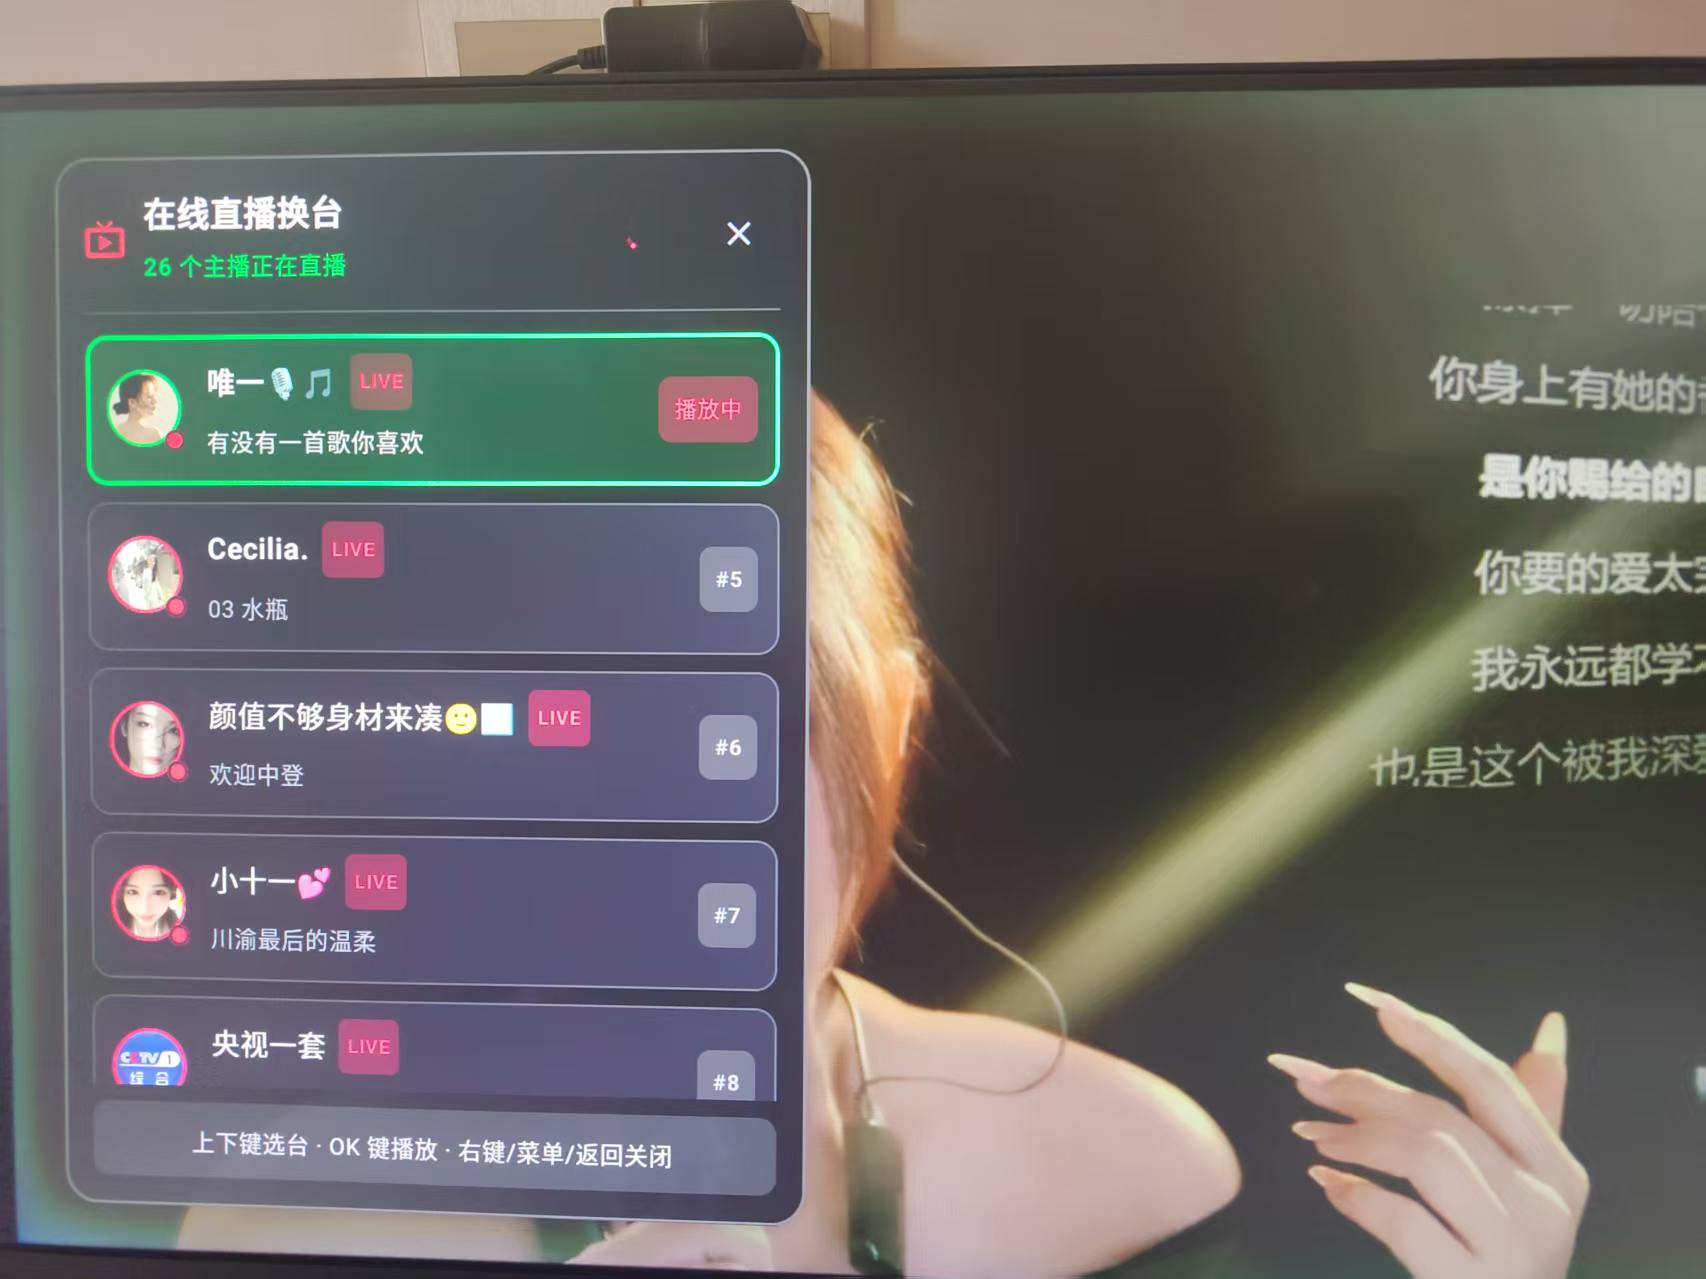 在线直播换台
26 个主播正在直播
唯一🎙️🎵 LIVE
有没有一首歌你喜欢
播放中
Cecilia. LIVE
03 水瓶
#5
颜值不够身材来凑🙂⬜ LIVE
欢迎中登
#6
小十一💕 LIVE
川渝最后的温柔
#7
央视一套 LIVE
CCTV 1
综合
#8
上下键选台 · OK 键播放 · 右键/菜单/返回关闭
你身上有她的
是你赐给的
你要的爱太
我永远都学
也是这个被我深